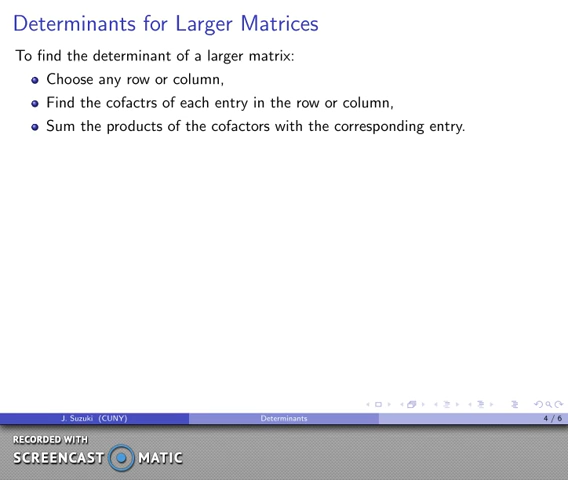 Determinants for Larger Matrices
To find the determinant of a larger matrix:
Choose any row or column,
Find the cofactrs of each entry in the row or column,
Sum the products of the cofactors with the corresponding entry.
J. Suzuki (CUNY) Determinants 4 / 6
RECORDED WITH
SCREENCAST MATIC